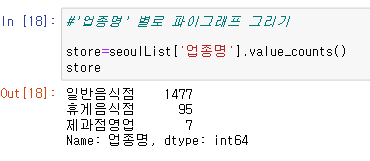 In [18]: #'업종명' 별로 파이그래프 그리기
store=seoulList['업종명'].value_counts()
store
Out[18]: 일반음식점 1477
휴게음식점 95
제과점영업 7
Name: 업종명, dtype: int64